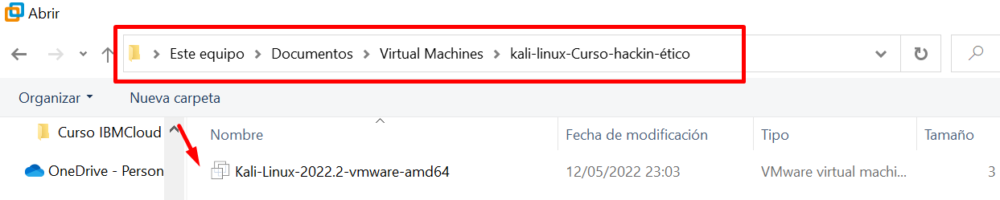 Abrir
Este equipo > Documentos > Virtual Machines > kali-linux-Curso-hackin-ético
Organizar Nueva carpeta
Curso IBMCloud
Nombre Fecha de modificación Tipo Tamaño
OneDrive - Person
Kali-Linux-2022.2-vmware-amd64 12/05/2022 23:03 VMware virtual machi... 3